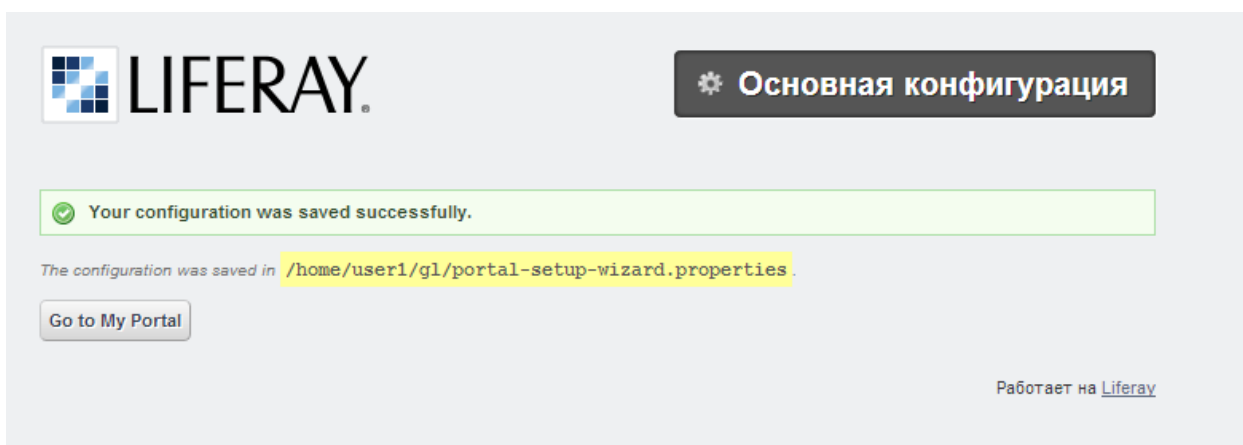 LIFERAY.
Основная конфигурация
Your configuration was saved successfully.
The configuration was saved in /home/user1/gl/portal-setup-wizard.properties .
Go to My Portal
Работает на Liferay